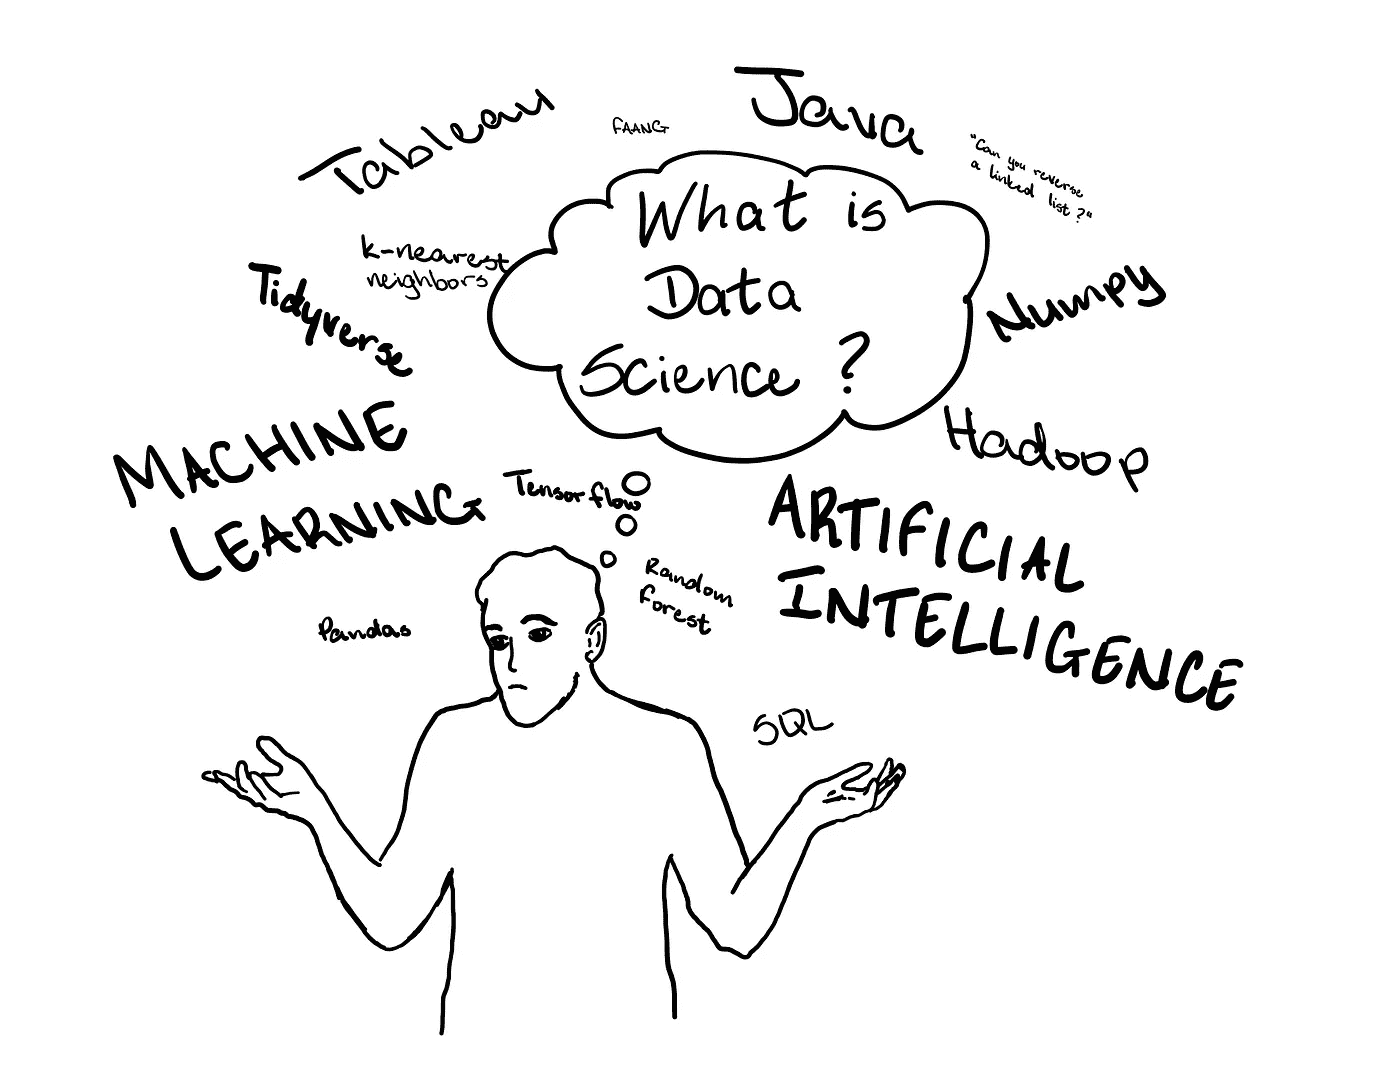 Tableau
FAANG
Java
"Can you reverse
a linked list?"
What is
Data
Science?
k-nearest
neighbors
Tidyverse
Numpy
Hadoop
MACHINE
LEARNING
Tensorflow
ARTIFICIAL
INTELLIGENCE
Random
forest
Pandas
SQL